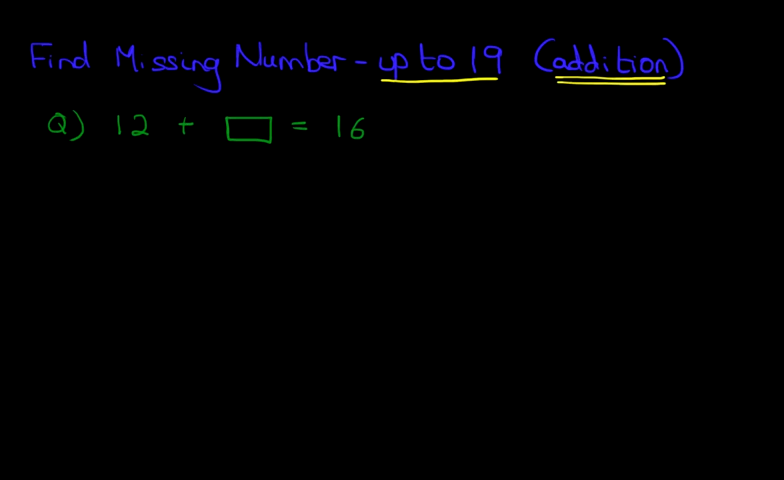 Find Missing Number - up to 19 (addition)
Q) 12 + □ = 16